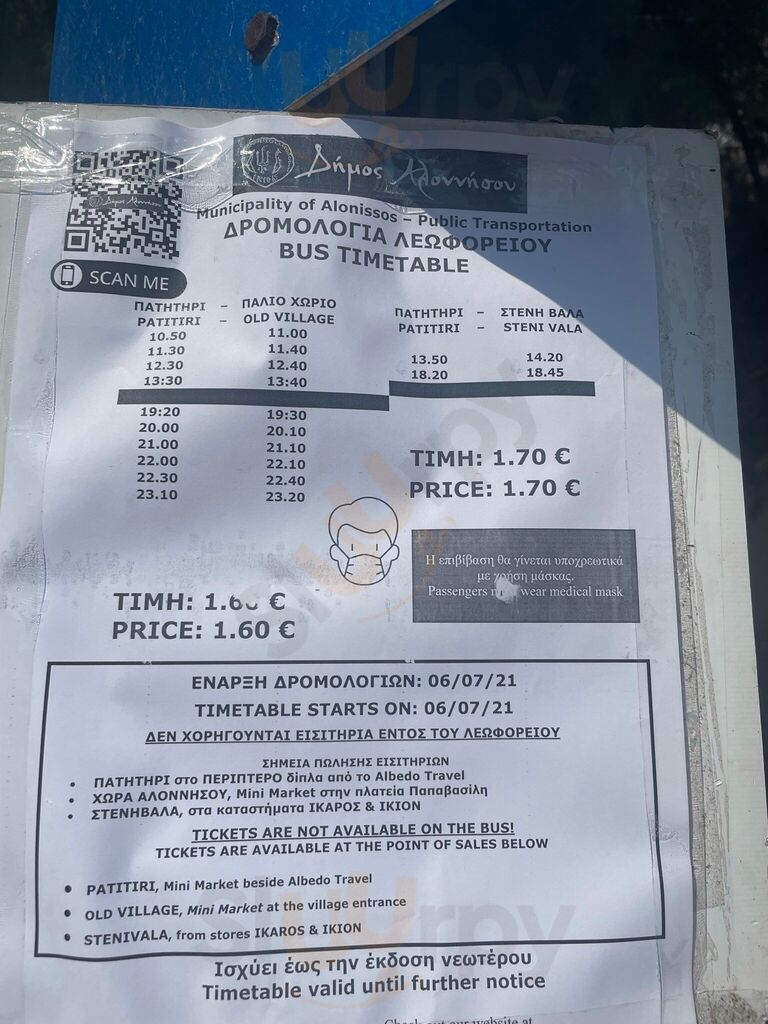 Δήμος Αλοννήσου
Municipality of Alonissos – Public Transportation
ΔΡΟΜΟΛΟΓΙΑ ΛΕΩΦΟΡΕΙΟΥ
BUS TIMETABLE
SCAN ME
ΠΑΤΗΤΗΡΙ – ΠΑΛΙΟ ΧΩΡΙΟ
PATITIRI – OLD VILLAGE
10.50 11.00
11.30 11.40
12.30 12.40
13:30 13:40
19:20 19:30
20.00 20.10
21.00 21.10
22.00 22.10
22.30 22.40
23.10 23.20
ΤΙΜΗ: 1.60 €
PRICE: 1.60 €
ΠΑΤΗΤΗΡΙ – ΣΤΕΝΗ ΒΑΛΑ
PATITIRI – STENI VALA
13.50 14.20
18.20 18.45
ΤΙΜΗ: 1.70 €
PRICE: 1.70 €
Η επιβίβαση θα γίνεται υποχρεωτικά
με χρήση μάσκας.
Passengers wear medical mask
ΕΝΑΡΞΗ ΔΡΟΜΟΛΟΓΙΩΝ: 06/07/21
TIMETABLE STARTS ON: 06/07/21
ΔΕΝ ΧΟΡΗΓΟΥΝΤΑΙ ΕΙΣΙΤΗΡΙΑ ΕΝΤΟΣ ΤΟΥ ΛΕΩΦΟΡΕΙΟΥ
ΣΗΜΕΙΑ ΠΩΛΗΣΗΣ ΕΙΣΙΤΗΡΙΩΝ
• ΠΑΤΗΤΗΡΙ στο ΠΕΡΙΠΤΕΡΟ δίπλα από το Albedo Travel
• ΧΩΡΑ ΑΛΟΝΝΗΣΟΥ, Mini Market στην πλατεία Παπαβασίλη
• ΣΤΕΝΗΒΑΛΑ, στα καταστήματα ΙΚΑΡΟΣ & ΙΚΙΟΝ
TICKETS ARE NOT AVAILABLE ON THE BUS!
TICKETS ARE AVAILABLE AT THE POINT OF SALES BELOW
• PATITIRI, Mini Market beside Albedo Travel
• OLD VILLAGE, Mini Market at the village entrance
• STENIVALA, from stores IKAROS & IKION
Ισχύει έως την έκδοση νεωτέρου
Timetable valid until further notice
Check out our website at